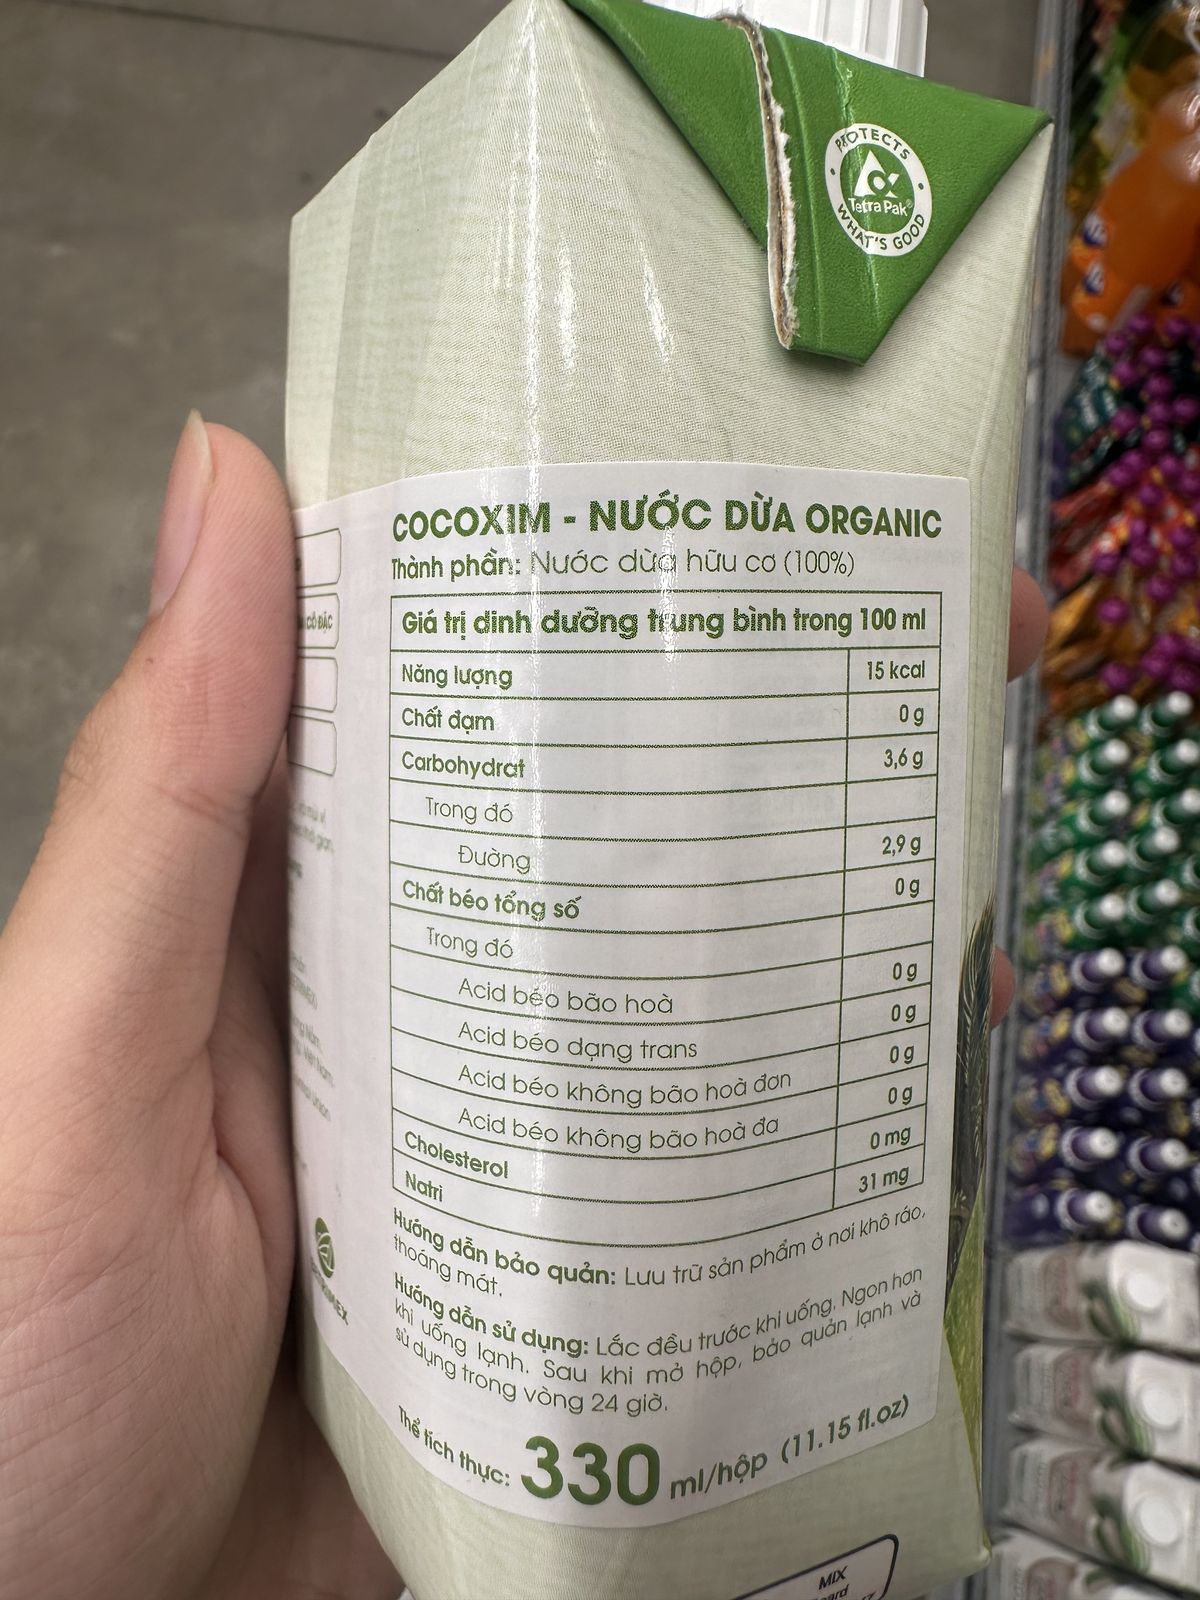 PROTECTS
Tetra Pak®
WHAT'S GOOD
COCOXIM - NƯỚC DỪA ORGANIC
Thành phần: Nước dừa hữu cơ (100%)
Giá trị dinh dưỡng trung bình trong 100 ml
Năng lượng 15 kcal
Chất đạm 0 g
Carbohydrat 3,6 g
Trong đó
Đường 2,9 g
Chất béo tổng số 0 g
Trong đó
Acid béo bão hoà 0 g
Acid béo dạng trans 0 g
Acid béo không bão hoà đơn 0 g
Acid béo không bão hoà đa 0 g
Cholesterol 0 mg
Natri 31 mg
Hướng dẫn bảo quản: Lưu trữ sản phẩm ở nơi khô ráo,
thoáng mát.
Hướng dẫn sử dụng: Lắc đều trước khi uống. Ngon hơn
khi uống lạnh. Sau khi mở hộp, bảo quản lạnh và
sử dụng trong vòng 24 giờ.
Thể tích thực: 330 ml/hộp (11.15 fl.oz)
CÔ ĐẶC
MIX